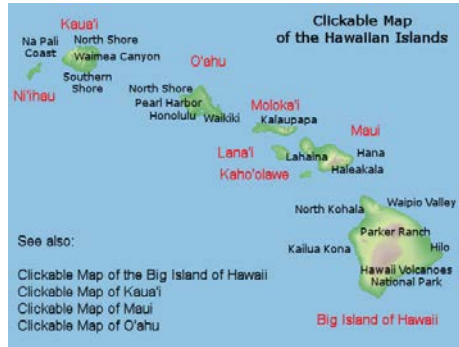 Clickable Map
of the Hawaiian Islands
Kaua'i
Na Pali
Coast
North Shore
Waimea Canyon
Southern
Shore
Ni'ihau
O'ahu
North Shore
Pearl Harbor
Honolulu
Waikiki
Moloka'i
Kalaupapa
Maui
Lana'i
Lahaina
Hana
Haleakala
Kaho'olawe
North Kohala
Waipio Valley
Parker Ranch
Kailua Kona
Hilo
Hawaii Volcanoes
National Park
Big Island of Hawaii
See also:
Clickable Map of the Big Island of Hawaii
Clickable Map of Kaua'i
Clickable Map of Maui
Clickable Map of O'ahu